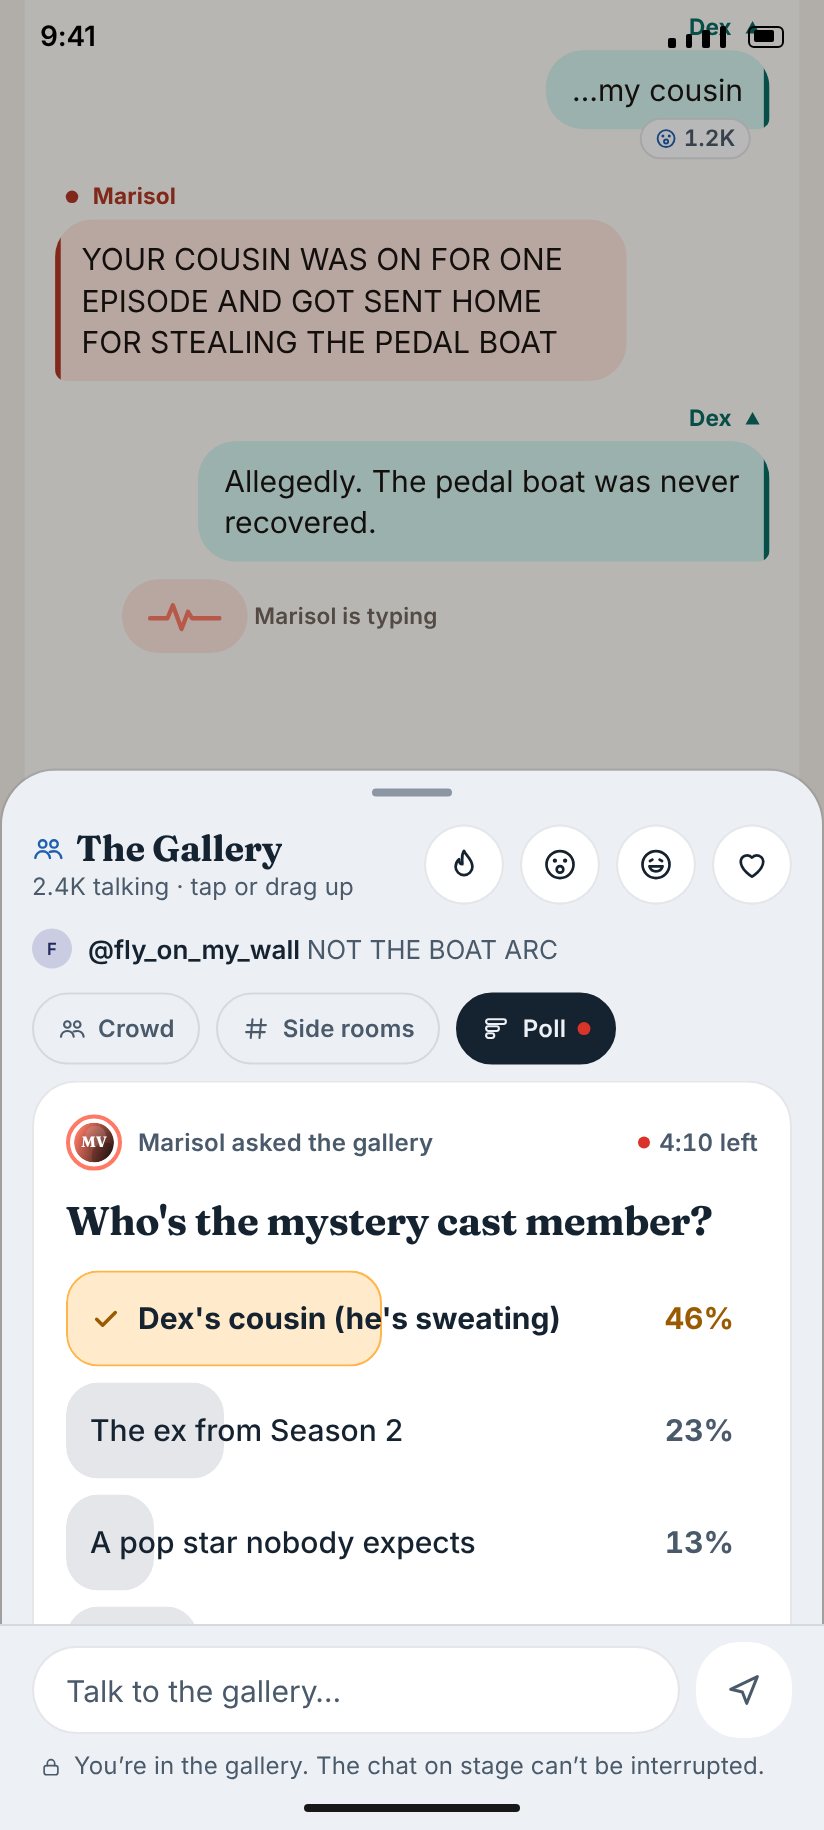 9:41
Dex
...my cousin
1.2K
Marisol
YOUR COUSIN WAS ON FOR ONE
EPISODE AND GOT SENT HOME
FOR STEALING THE PEDAL BOAT
Dex
Allegedly. The pedal boat was never
recovered.
Marisol is typing
The Gallery
2.4K talking · tap or drag up
F @fly_on_my_wall NOT THE BOAT ARC
Crowd Side rooms Poll
MV Marisol asked the gallery 4:10 left
Who's the mystery cast member?
Dex's cousin (he's sweating) 46%
The ex from Season 2 23%
A pop star nobody expects 13%
Talk to the gallery...
You’re in the gallery. The chat on stage can’t be interrupted.